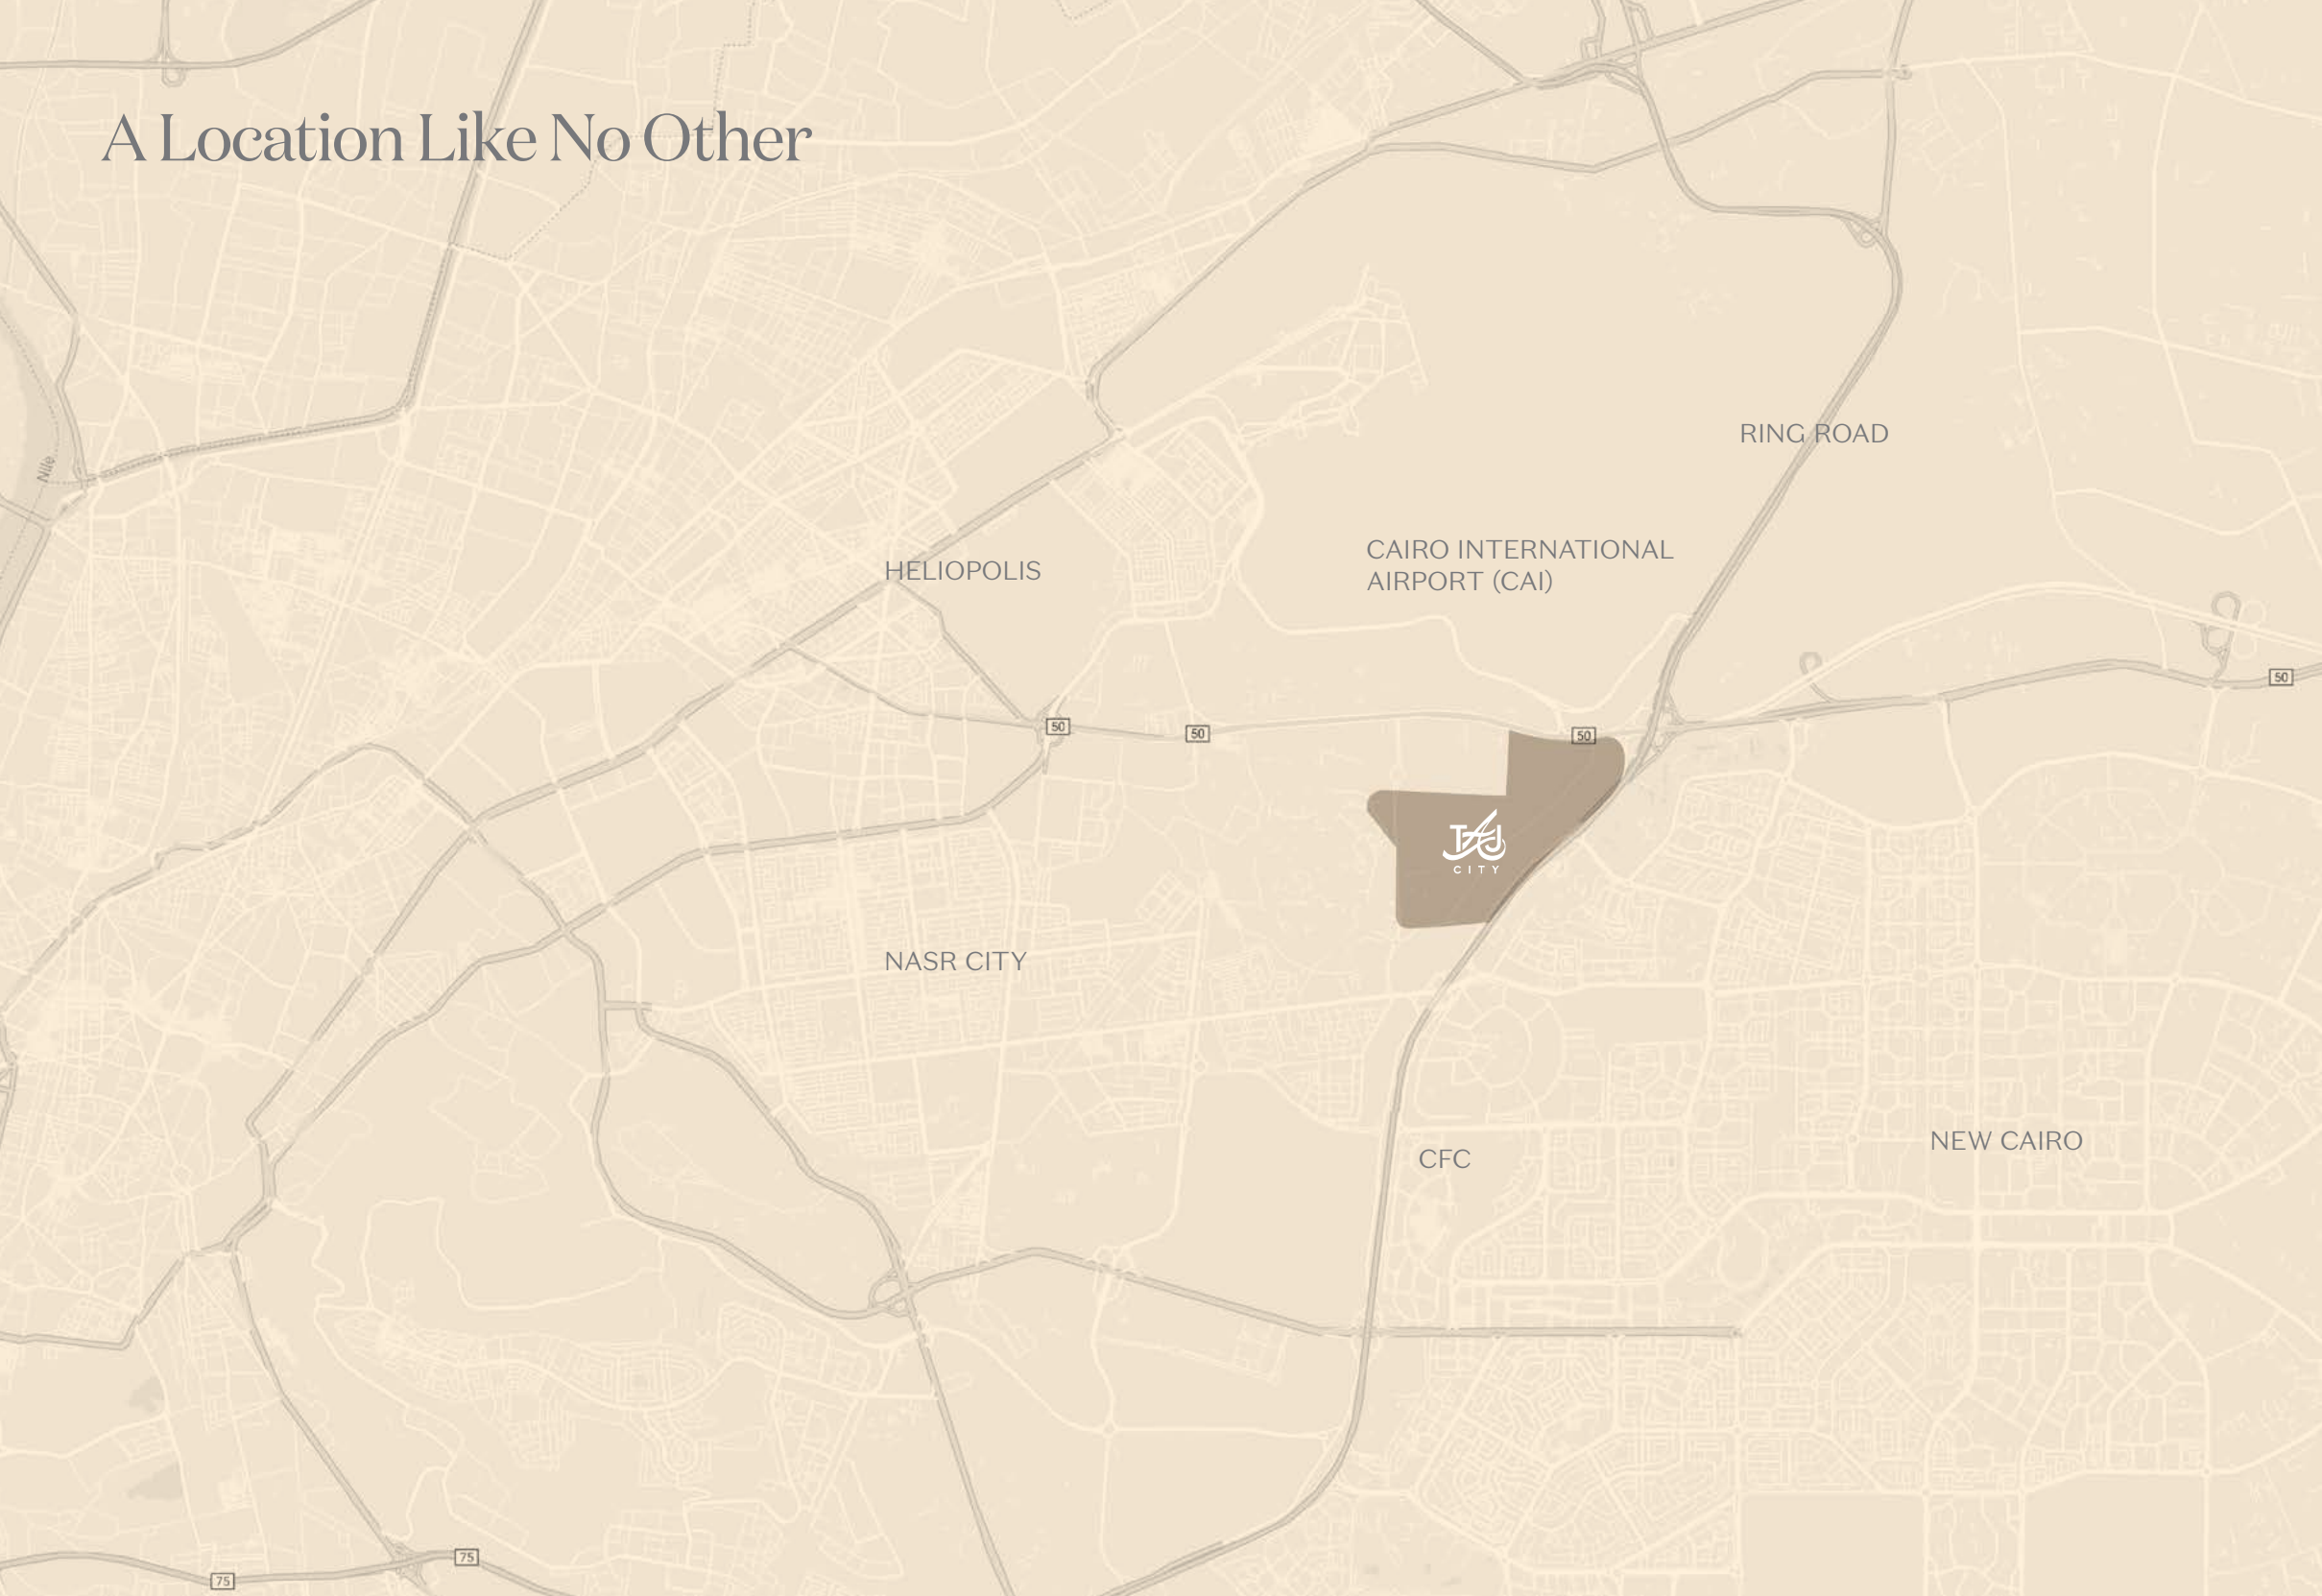 A Location Like No Other
RING ROAD
CAIRO INTERNATIONAL
AIRPORT (CAI)
Nile
HELIOPOLIS
50
50
50
50
TAJ
CITY
NASR CITY
NEW CAIRO
CFC
75
75